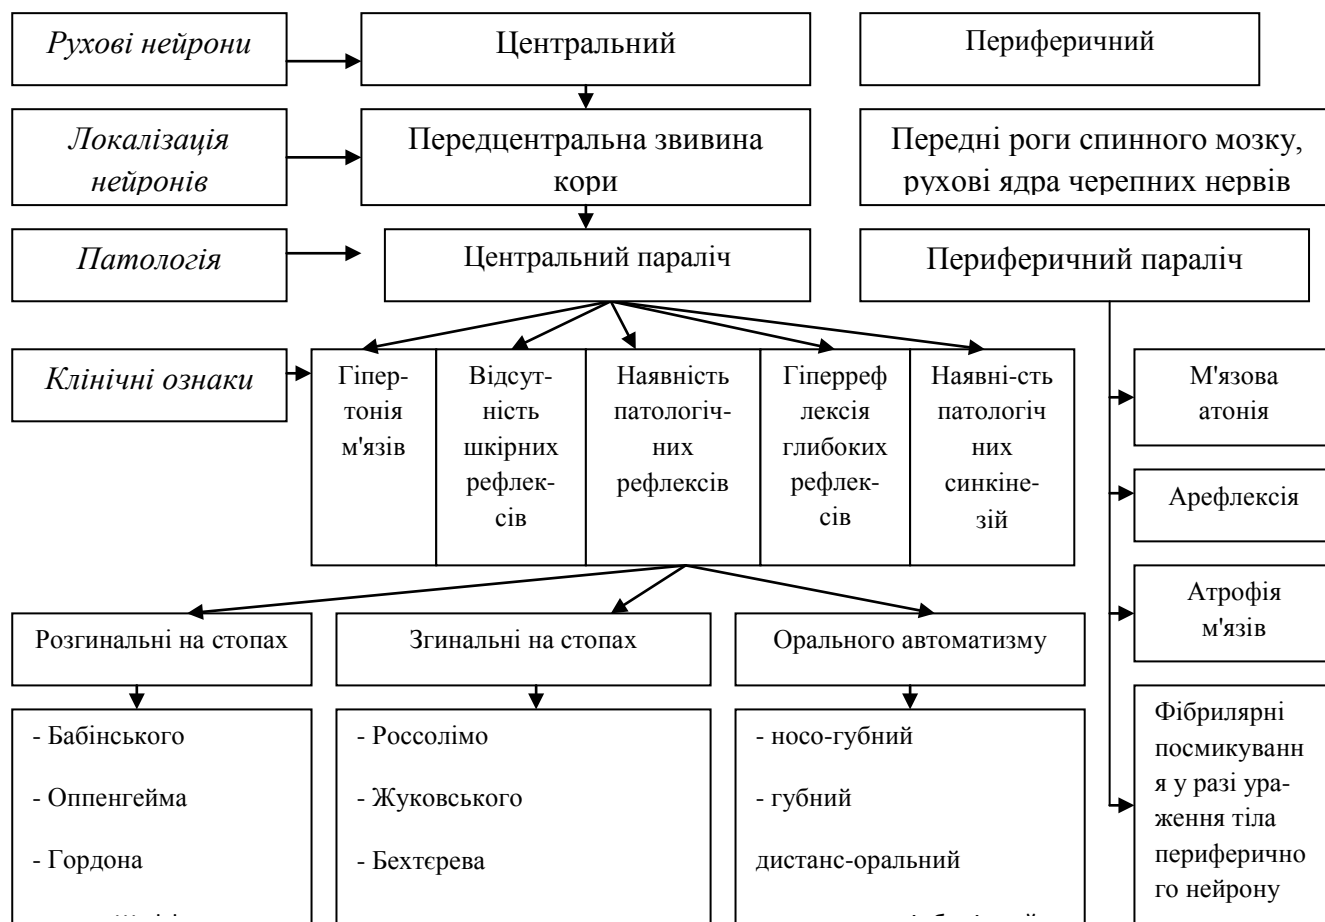 Рухові нейрони
Центральний
Периферичний
Локалізація
нейронів
Передцентральна звивина
кори
Передні роги спинного мозку,
рухові ядра черепних нервів
Патологія
Центральний параліч
Периферичний параліч
Клінічні ознаки
Гіпер-
тонія
м'язів
Відсут-
ність
шкірних
рефлек-
сів
Наявність
патологіч-
них
рефлексів
Гіперреф
лексія
глибоких
рефлек-
сів
Наявні-сть
патологіч
них
синкіне-
зій
М'язова
атонія
Арефлексія
Атрофія
м'язів
Фібрилярні
посмикуванн
я у разі ура-
ження тіла
периферично
го нейрону
Розгинальні на стопах
Згинальні на стопах
Орального автоматизму
- Бабінського
- Оппенгейма
- Гордона
- Россолімо
- Жуковського
- Бехтєрева
- носо-губний
- губний
дистанс-оральний